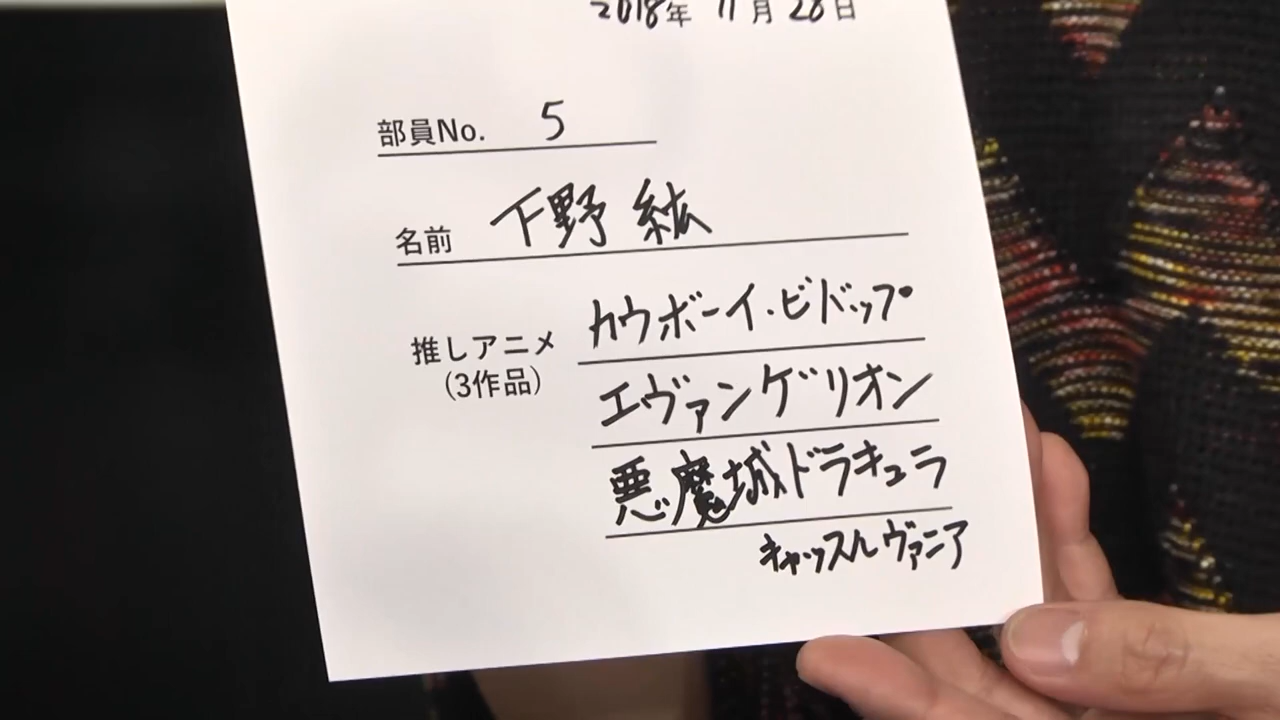 2018年 11月 28日
部員No. 5
名前 下野 紘
推しアニメ
(3作品)
カウボーイ・ビバップ
エヴァンゲリオン
悪魔城ドラキュラ
キャッスルヴァニア